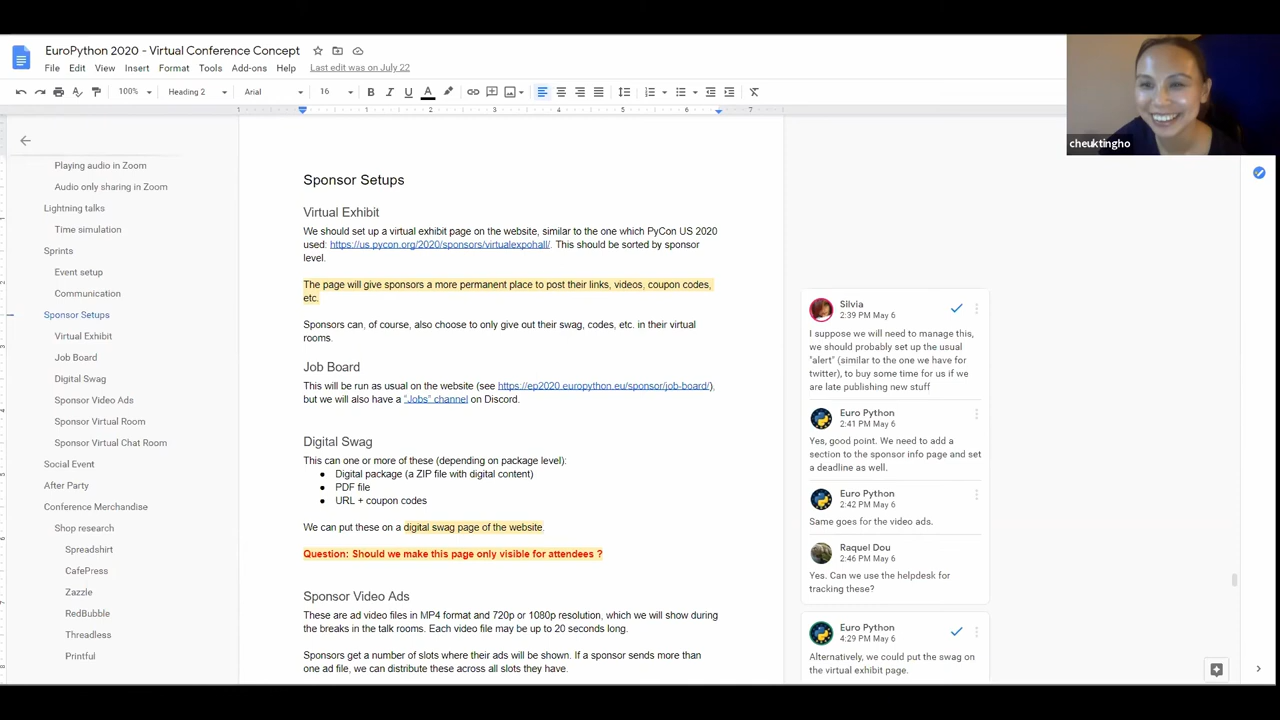 EuroPython 2020 - Virtual Conference Concept
File Edit View Insert Format Tools Add-ons Help Last edit was on July 22
100% Heading 2 Arial 16 B I U A
1 1 2 3 4 5 6 7
cheuktingho
Playing audio in Zoom
Audio only sharing in Zoom
Lightning talks
Time simulation
Sprints
Event setup
Communication
Sponsor Setups
Virtual Exhibit
Job Board
Digital Swag
Sponsor Video Ads
Sponsor Virtual Room
Sponsor Virtual Chat Room
Social Event
After Party
Conference Merchandise
Shop research
Spreadshirt
CafePress
Zazzle
RedBubble
Threadless
Printful
Sponsor Setups
Virtual Exhibit
We should set up a virtual exhibit page on the website, similar to the one which PyCon US 2020
used: https://us.pycon.org/2020/sponsors/virtualexpohall/. This should be sorted by sponsor
level.
The page will give sponsors a more permanent place to post their links, videos, coupon codes,
etc.
Sponsors can, of course, also choose to only give out their swag, codes, etc. in their virtual
rooms.
Job Board
This will be run as usual on the website (see https://ep2020.europython.eu/sponsor/job-board/),
but we will also have a "Jobs" channel on Discord.
Digital Swag
This can one or more of these (depending on package level):
● Digital package (a ZIP file with digital content)
● PDF file
● URL + coupon codes
We can put these on a digital swag page of the website.
Question: Should we make this page only visible for attendees ?
Sponsor Video Ads
These are ad video files in MP4 format and 720p or 1080p resolution, which we will show during
the breaks in the talk rooms. Each video file may be up to 20 seconds long.
Sponsors get a number of slots where their ads will be shown. If a sponsor sends more than
one ad file, we can distribute these across all slots they have.
Silvia
2:39 PM May 6
I suppose we will need to manage this,
we should probably set up the usual
"alert" (similar to the one we have for
twitter), to buy some time for us if we
are late publishing new stuff
Euro Python
2:41 PM May 6
Yes, good point. We need to add a
section to the sponsor info page and set
a deadline as well.
Euro Python
2:42 PM May 6
Same goes for the video ads.
Raquel Dou
2:46 PM May 6
Yes. Can we use the helpdesk for
tracking these?
Euro Python
4:29 PM May 6
Alternatively, we could put the swag on
the virtual exhibit page.